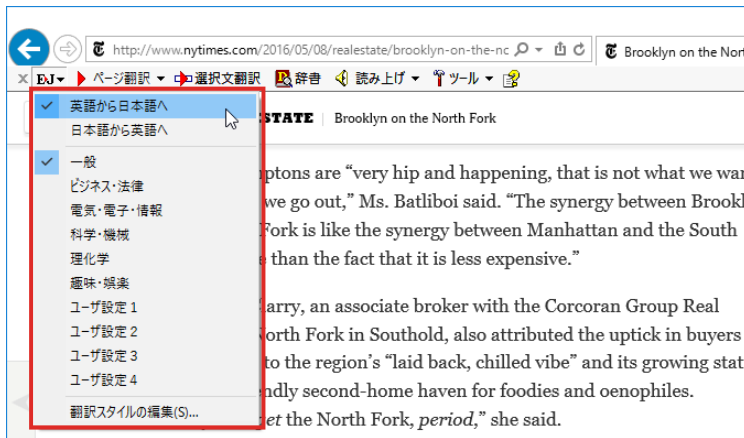 http://www.nytimes.com/2016/05/08/realestate/brooklyn-on-the-nc
Brooklyn on the Nort
× EJ ページ翻訳 選択文翻訳 辞書 読み上げ ツール
英語から日本語へ
日本語から英語へ
一般
ビジネス・法律
電気・電子・情報
科学・機械
理化学
趣味・娯楽
ユーザ設定 1
ユーザ設定 2
ユーザ設定 3
ユーザ設定 4
翻訳スタイルの編集(S)...
STATE Brooklyn on the North Fork
ptons are “very hip and happening, that is not what we wan
we go out,” Ms. Batliboi said. “The synergy between Brookl
Fork is like the synergy between Manhattan and the South
than the fact that it is less expensive.”
arry, an associate broker with the Corcoran Group Real
orth Fork in Southold, also attributed the uptick in buyers
to the region’s “laid back, chilled vibe” and its growing stat
ndly second-home haven for foodies and oenophiles.
et the North Fork, period,” she said.